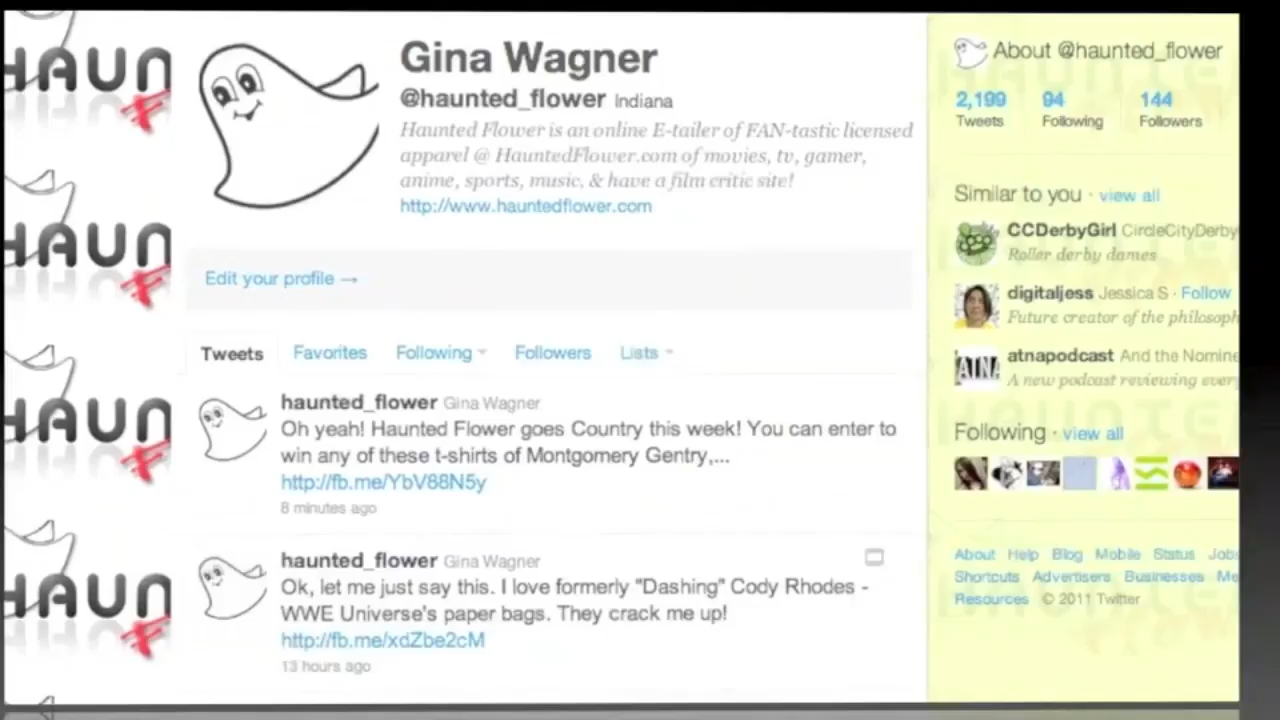 HAUN
HAUN
HAUN
HAUN
Gina Wagner
@haunted_flower Indiana
Haunted Flower is an online E-tailer of FAN-tastic licensed
apparel @ HauntedFlower.com of movies, tv, gamer,
anime, sports, music, & have a film critic site!
http://www.hauntedflower.com
Edit your profile →
Tweets Favorites Following Followers Lists
haunted_flower Gina Wagner
Oh yeah! Haunted Flower goes Country this week! You can enter to
win any of these t-shirts of Montgomery Gentry,...
http://fb.me/YbV88N5y
8 minutes ago
haunted_flower Gina Wagner
Ok, let me just say this. I love formerly "Dashing" Cody Rhodes -
WWE Universe's paper bags. They crack me up!
http://fb.me/xdZbe2cM
13 hours ago
About @haunted_flower
2,199 94 144
Tweets Following Followers
Similar to you · view all
CCDerbyGirl CircleCityDerby
Roller derby dames
digitaljess Jessica S · Follow
Future creator of the philosoph
ATNA
atnapodcast And the Nomine
A new podcast reviewing every
Following · view all
About Help Blog Mobile Status Jobs
Shortcuts Advertisers Businesses Me
Resources © 2011 Twitter